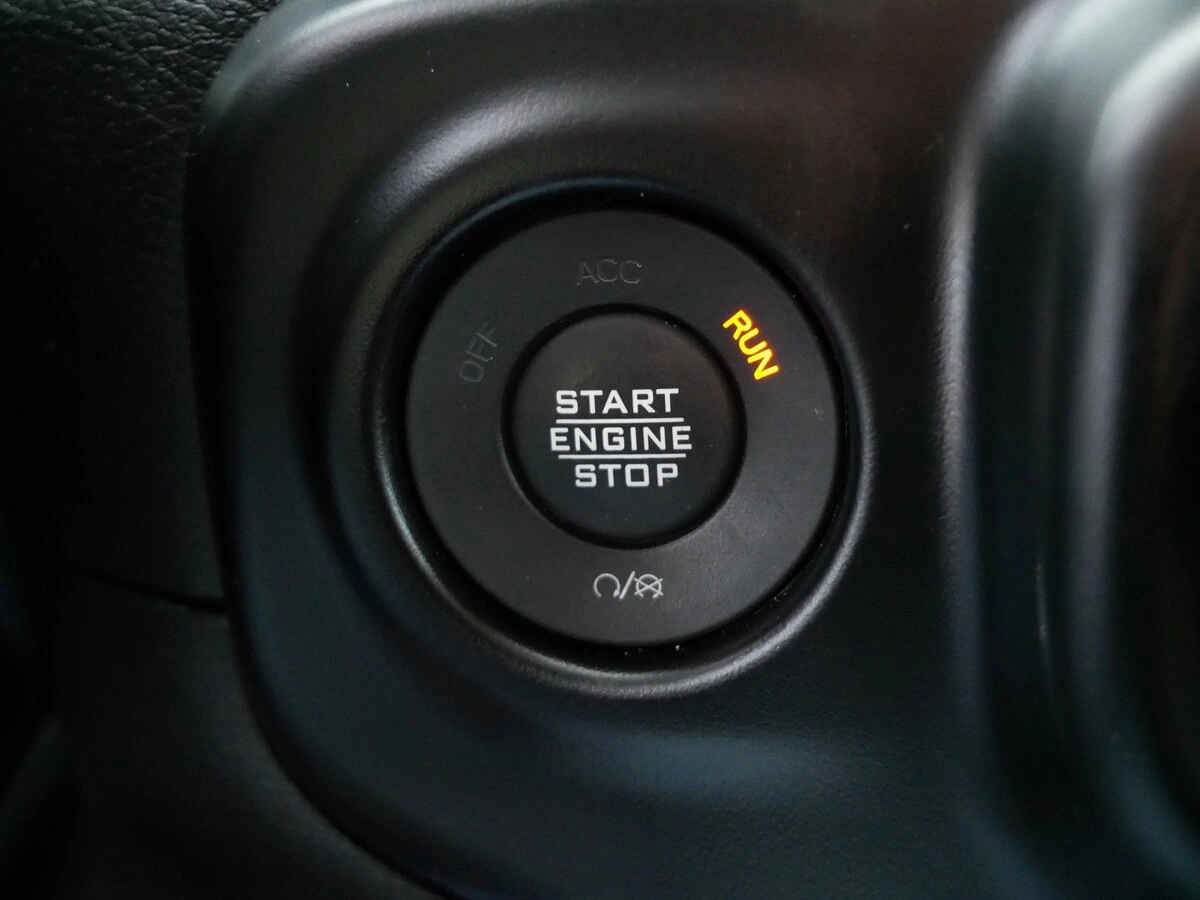 ACC
OFF
RUN
START
ENGINE
STOP